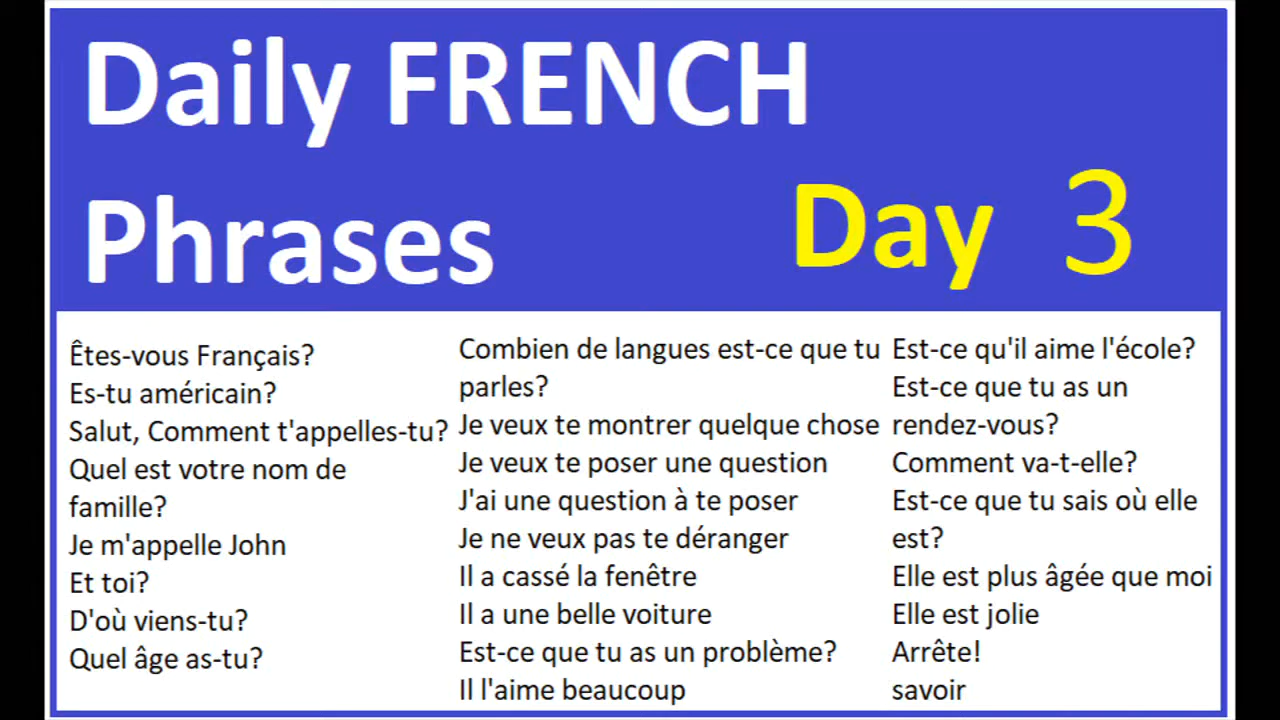 Daily FRENCH
Phrases
Day 3
Êtes-vous Français?
Es-tu américain?
Salut, Comment t'appelles-tu?
Quel est votre nom de
famille?
Je m'appelle John
Et toi?
D'où viens-tu?
Quel âge as-tu?
Combien de langues est-ce que tu
parles?
Je veux te montrer quelque chose
Je veux te poser une question
J'ai une question à te poser
Je ne veux pas te déranger
Il a cassé la fenêtre
Il a une belle voiture
Est-ce que tu as un problème?
Il l'aime beaucoup
Est-ce qu'il aime l'école?
Est-ce que tu as un
rendez-vous?
Comment va-t-elle?
Est-ce que tu sais où elle
est?
Elle est plus âgée que moi
Elle est jolie
Arrête!
savoir